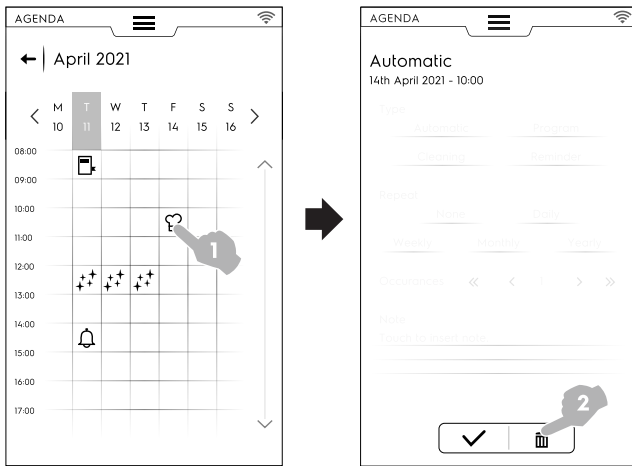 AGENDA
April 2021
M T W T F S S
10 11 12 13 14 15 16
08:00
09:00
10:00
11:00
12:00
13:00
14:00
15:00
16:00
17:00
1
AGENDA
Automatic
14th April 2021 - 10:00
Type
Automatic Program
Cleaning Reminder
Repeat
None Daily
Weekly Monthly Yearly
Occurrences
Note
Touch to insert note
2